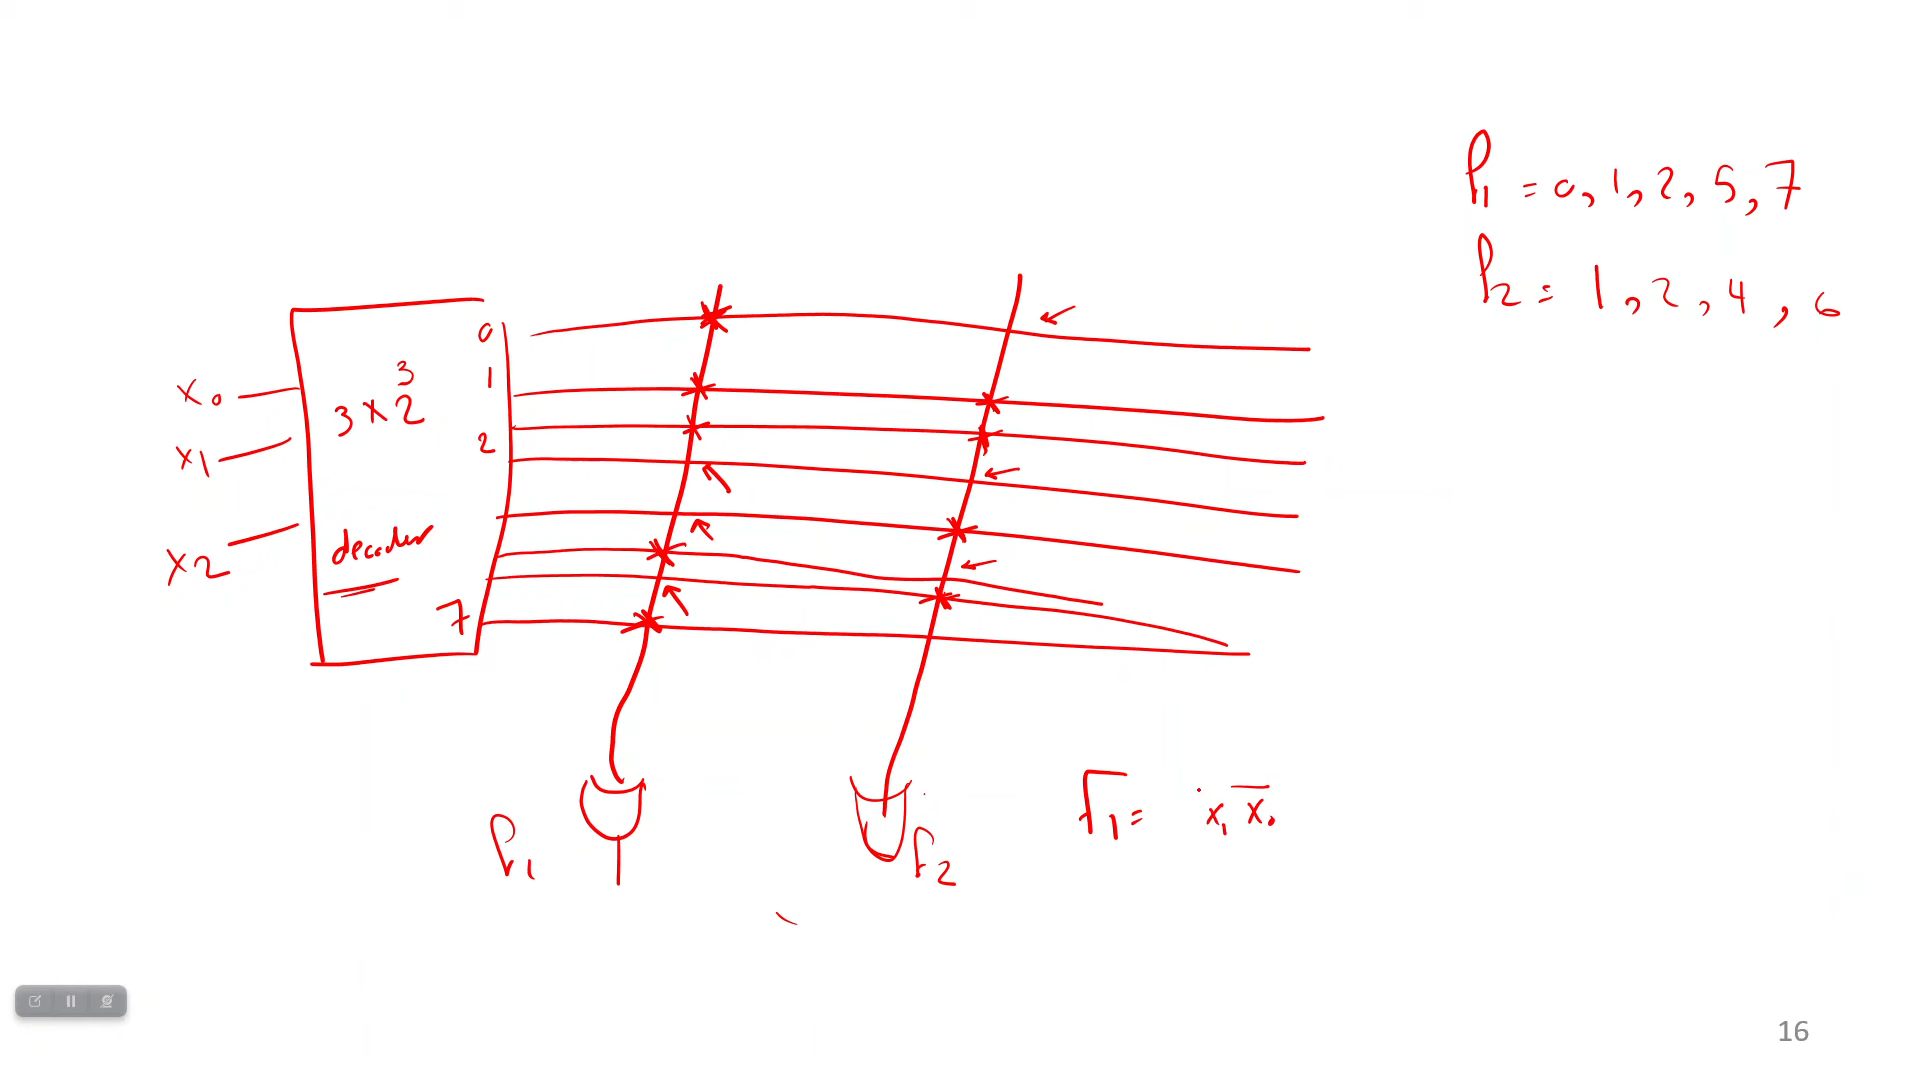 F1 = 0, 1, 2, 5, 7
F2 = 1, 2, 4, 6
0
1
2
7
3 x 2^3
decoder
x0
x1
x2
F1
F2
F1 = x1 x̅0
16